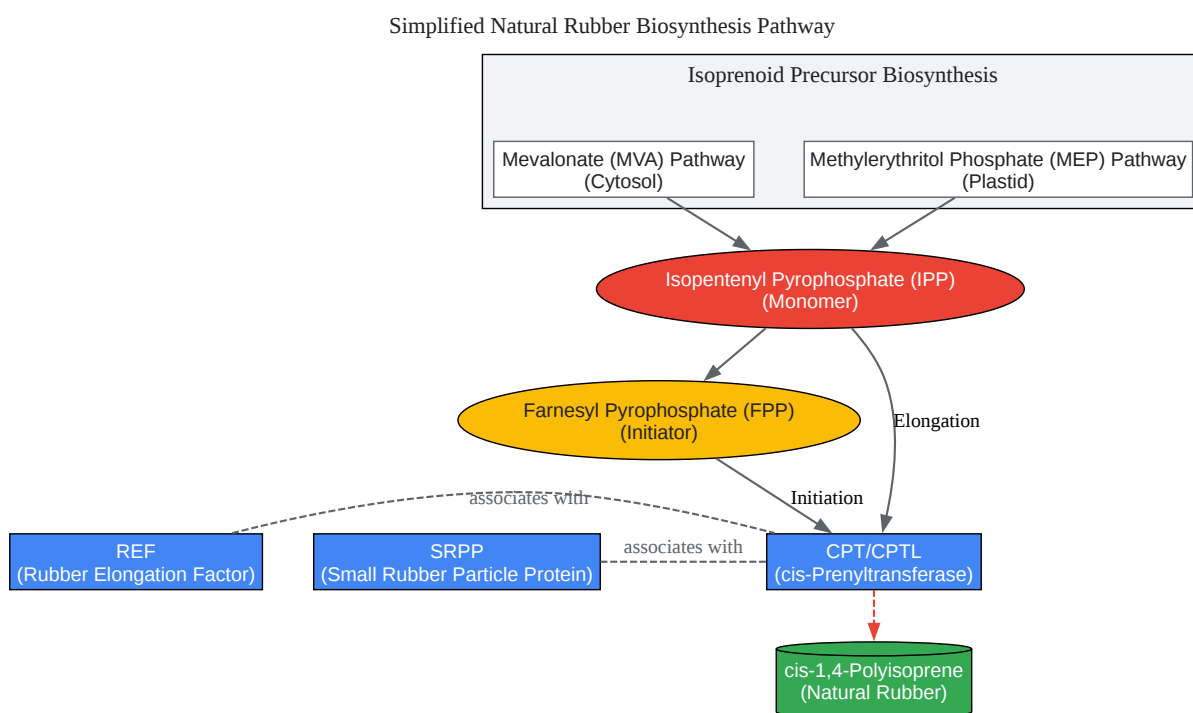 Simplified Natural Rubber Biosynthesis Pathway
Isoprenoid Precursor Biosynthesis
Mevalonate (MVA) Pathway
(Cytosol)
Methylerythritol Phosphate (MEP) Pathway
(Plastid)
Isopentenyl Pyrophosphate (IPP)
(Monomer)
Farnesyl Pyrophosphate (FPP)
(Initiator)
Elongation
Initiation
associates with
REF
(Rubber Elongation Factor)
SRPP
(Small Rubber Particle Protein)
associates with
CPT/CPTL
(cis-Prenyltransferase)
cis-1,4-Polyisoprene
(Natural Rubber)